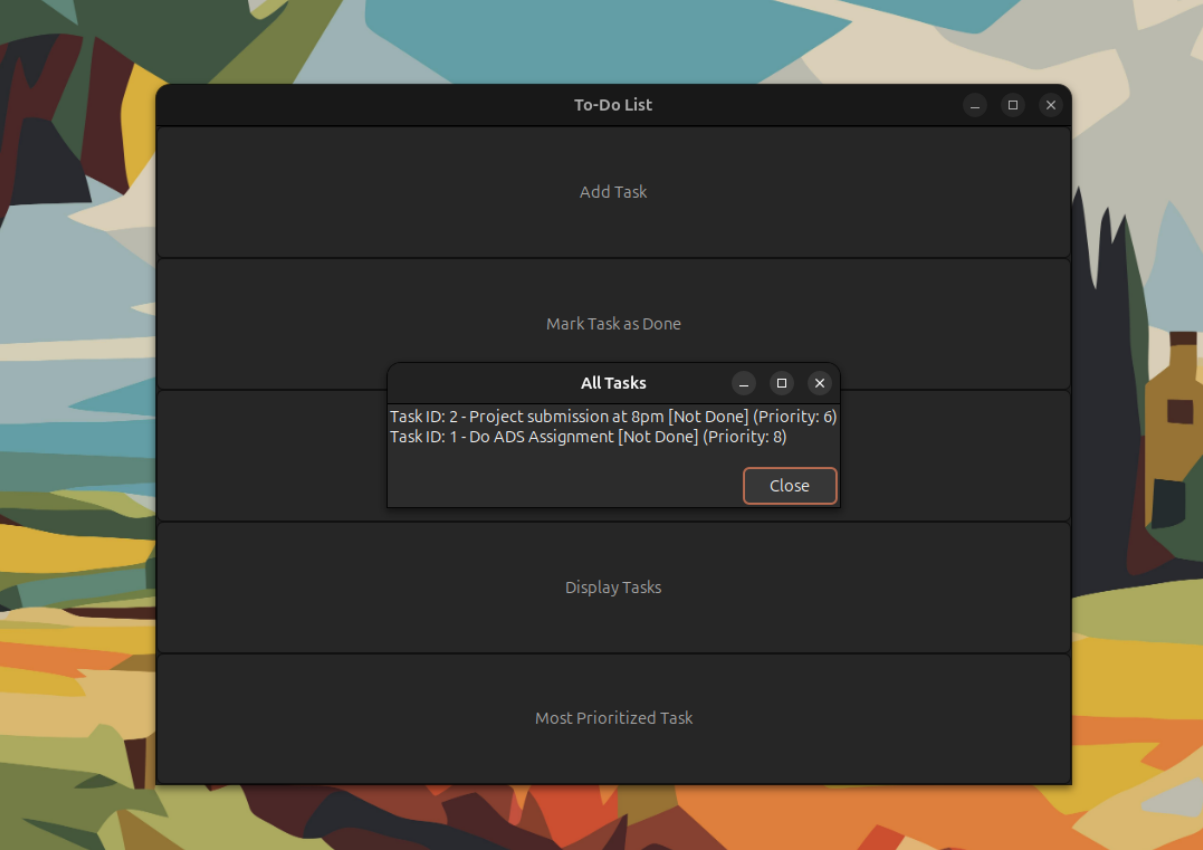 To-Do List
Add Task
Mark Task as Done
All Tasks
Task ID: 2 - Project submission at 8pm [Not Done] (Priority: 6)
Task ID: 1 - Do ADS Assignment [Not Done] (Priority: 8)
Close
Display Tasks
Most Prioritized Task